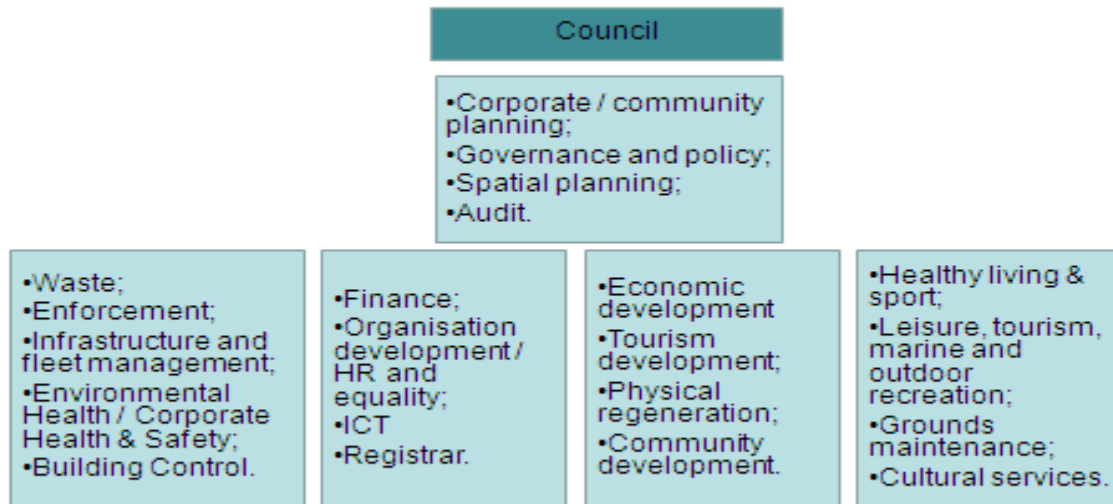 Council
•Corporate / community
planning;
•Governance and policy;
•Spatial planning;
•Audit.
•Waste;
•Enforcement;
•Infrastructure and
fleet management;
•Environmental
Health / Corporate
Health & Safety;
•Building Control.
•Finance;
•Organisation
development /
HR and
equality;
•ICT
•Registrar.
•Economic
development
•Tourism
development;
•Physical
regeneration;
•Community
development.
•Healthy living &
sport;
•Leisure, tourism,
marine and
outdoor
recreation;
•Grounds
maintenance;
•Cultural services.